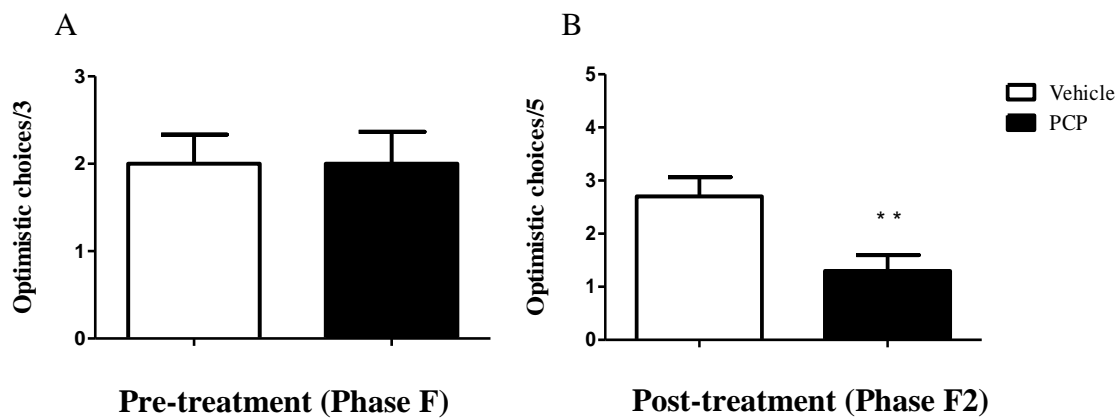 A
Optimistic choices/3
3
2
1
0
Pre-treatment (Phase F)
B
Optimistic choices/5
5
4
3
2
1
0
* *
Post-treatment (Phase F2)
Vehicle
PCP